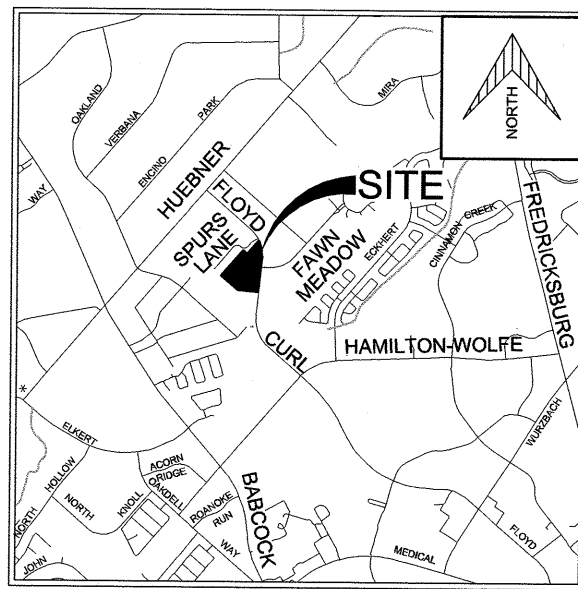 OAKLAND
VERBANA
PARK
ENCINO
WAY
HUEBNER
MIRA
NORTH
FLOYD
SITE
SPURS
LANE
FAWN
MEADOW
ECKHERT
CINNAMON
CREEK
FREDRICKSBURG
CURL
HAMILTON-WOLFE
*
ELKERT
WURZBACH
ACORN
RIDGE
OAKDELL
HOLLOW
NORTH
NORTH
KNOLL
ROANOKE
RUN
WAY
BABCOCK
JOHN
MEDICAL
FLOYD